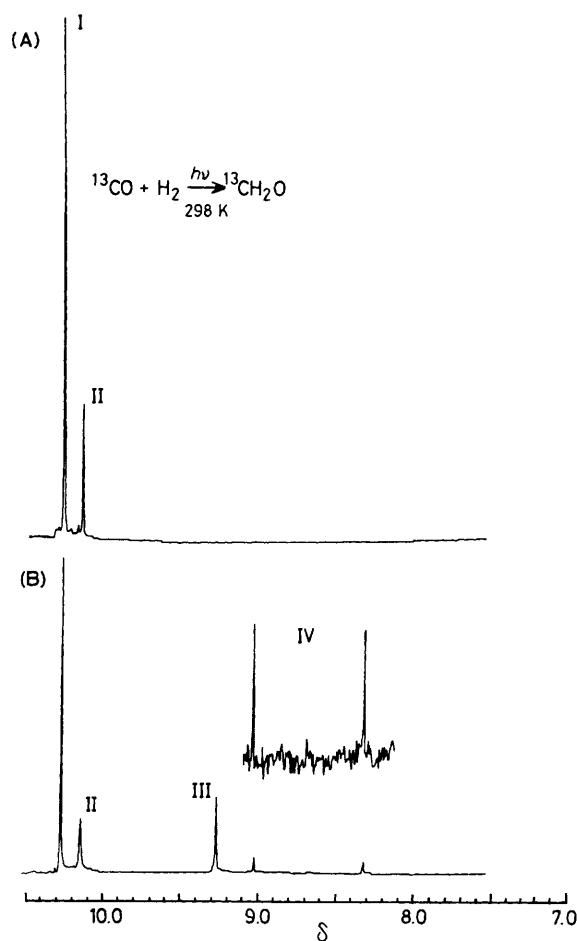 (A)
I
¹³CO + H₂ hν → ¹³CH₂O
298 K
II
(B)
IV
II
III
10.0 9.0 8.0 7.0
δ